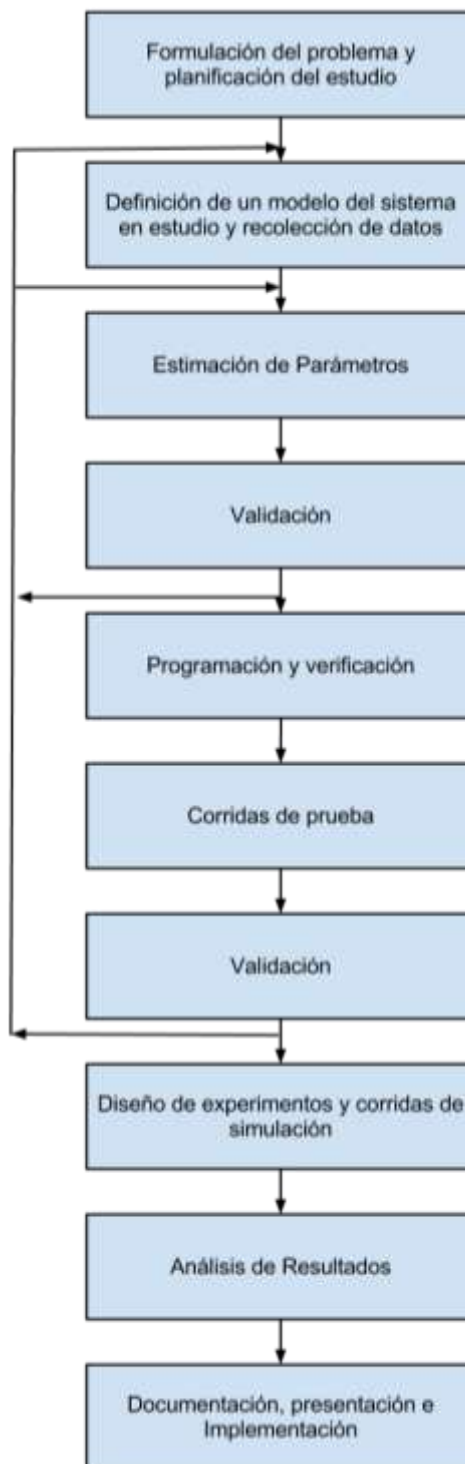 Formulación del problema y
planificación del estudio
Definición de un modelo del sistema
en estudio y recolección de datos
Estimación de Parámetros
Validación
Programación y verificación
Corridas de prueba
Validación
Diseño de experimentos y corridas de
simulación
Análisis de Resultados
Documentación, presentación e
Implementación